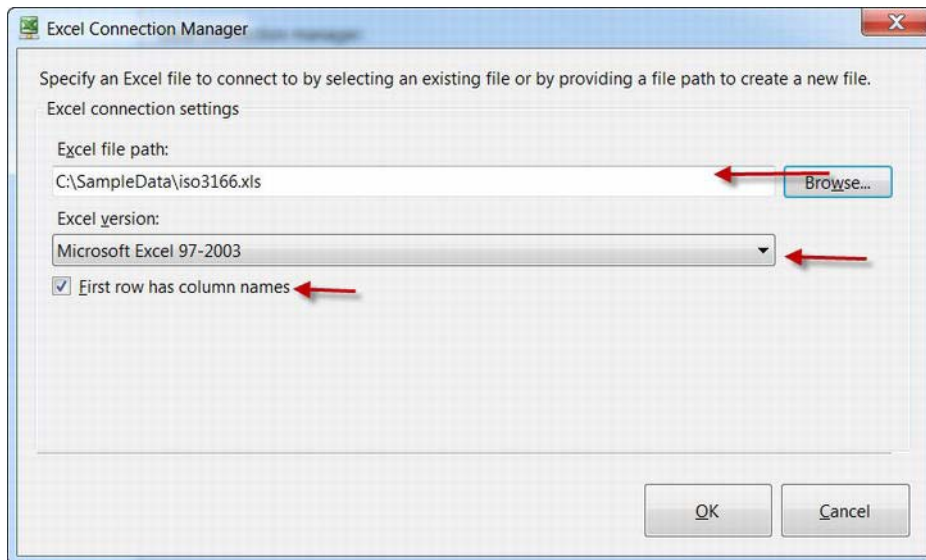 Excel Connection Manager
Specify an Excel file to connect to by selecting an existing file or by providing a file path to create a new file.
Excel connection settings
Excel file path:
C:\SampleData\iso3166.xls
Browse...
Excel version:
Microsoft Excel 97-2003
First row has column names
OK
Cancel